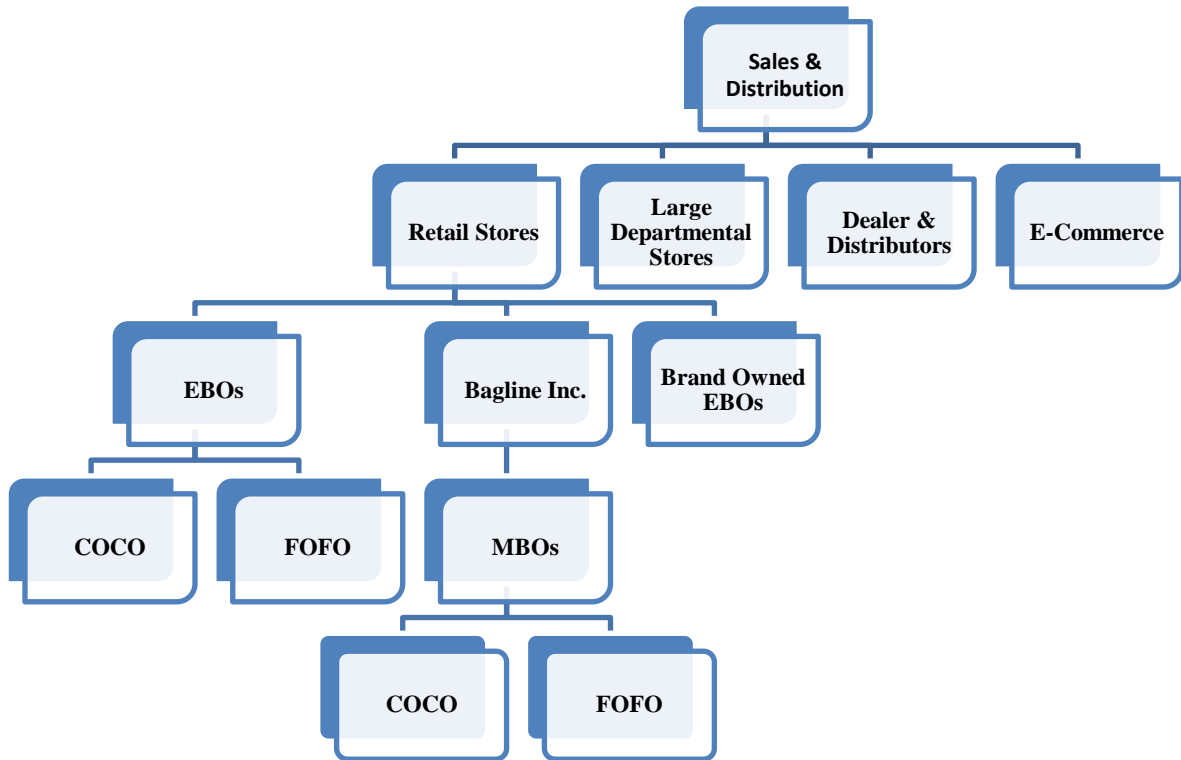 Sales &
Distribution
Retail Stores
Large
Departmental
Stores
Dealer &
Distributors
E-Commerce
EBOs
Bagline Inc.
Brand Owned
EBOs
COCO
FOFO
MBOs
COCO
FOFO